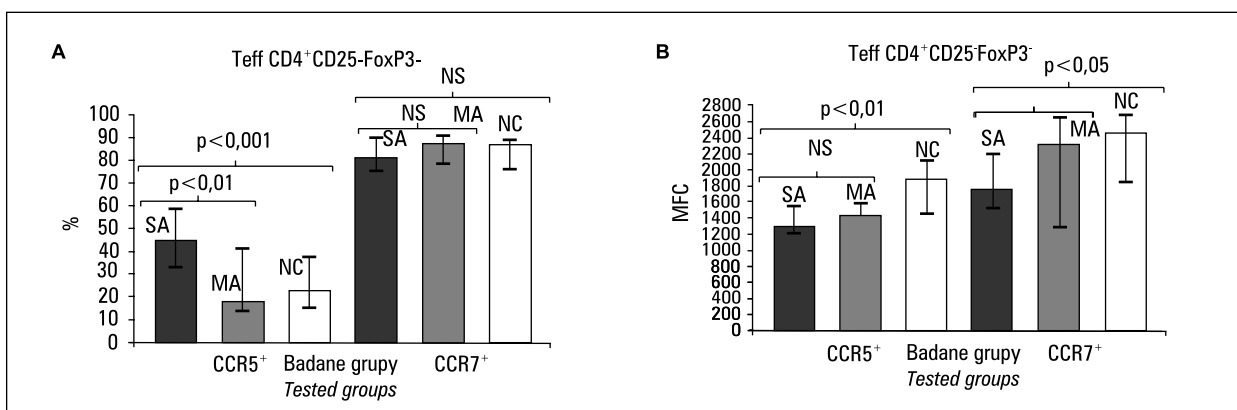 A
Teff CD4⁺CD25-FoxP3-
NS
NS
MA
SA
NC
p<0,001
p<0,01
SA
MA
NC
%
100
90
80
70
60
50
40
30
20
10
0
CCR5⁺
Badane grupy
Tested groups
CCR7⁺
B
Teff CD4⁺CD25⁻FoxP3⁻
p<0,05
p<0,01
NC
NS
NC
SA
MA
SA
MA
MFC
2800
2600
2400
2200
2000
1800
1600
1400
1200
1000
800
600
400
200
0
CCR5⁺
Badane grupy
Tested groups
CCR7⁺